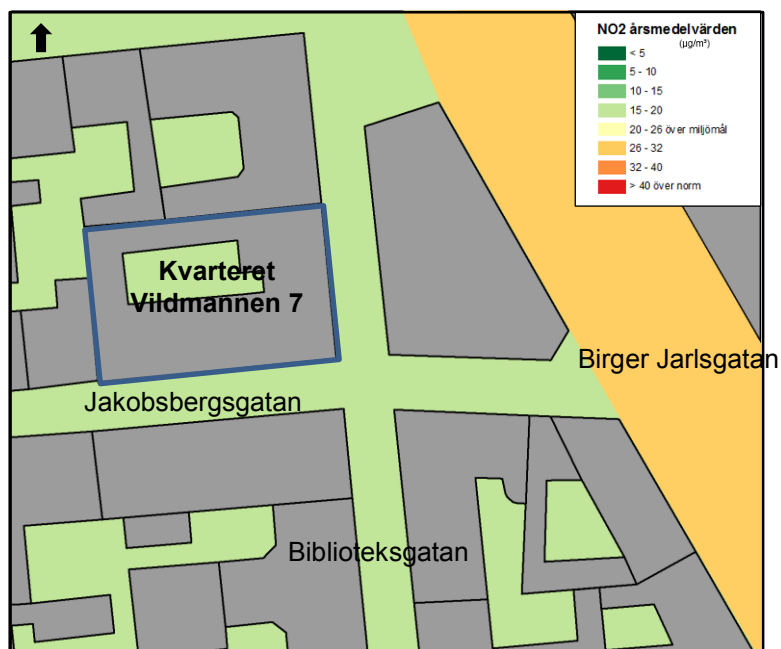 NO2 årsmedelvärden
(µg/m³)
< 5
5 - 10
10 - 15
15 - 20
20 - 26 över miljömål
26 - 32
32 - 40
> 40 över norm
Kvarteret
Vildmannen 7
Birger Jarlsgatan
Jakobsbergsgatan
Biblioteksgatan